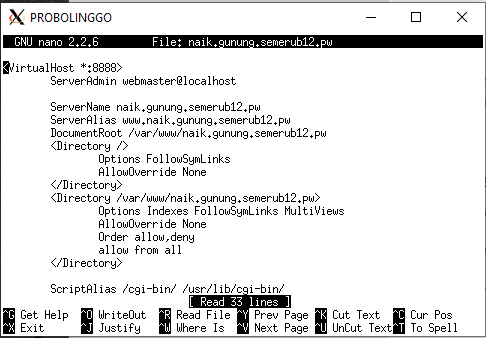 PROBOLINGGO
GNU nano 2.2.6 File: naik.gunung.semerub12.pw
<VirtualHost *:8888>
ServerAdmin webmaster@localhost
ServerName naik.gunung.semerub12.pw
ServerAlias www.naik.gunung.semerub12.pw
DocumentRoot /var/www/naik.gunung.semerub12.pw
<Directory />
Options FollowSymLinks
AllowOverride None
</Directory>
<Directory /var/www/naik.gunung.semerub12.pw>
Options Indexes FollowSymLinks MultiViews
AllowOverride None
Order allow,deny
allow from all
</Directory>
ScriptAlias /cgi-bin/ /usr/lib/cgi-bin/
[ Read 33 lines ]
^G Get Help ^O WriteOut ^R Read File ^Y Prev Page ^K Cut Text ^C Cur Pos
^X Exit ^J Justify ^W Where Is ^V Next Page ^U UnCut Text ^T To Spell